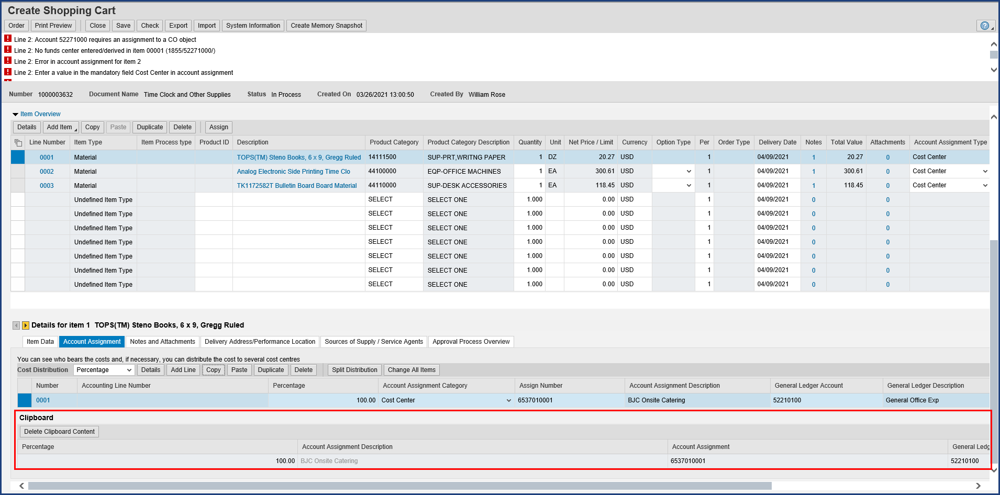 Create Shopping Cart
Order Print Preview Close Save Check Export Import System Information Create Memory Snapshot ?
! Line 2: Account 52271000 requires an assignment to a CO object
! Line 2: No funds center entered/derived in item 00001 (1855/52271000/)
! Line 2: Error in account assignment for item 2
! Line 2: Enter a value in the mandatory field Cost Center in account assignment
Number 1000003632 Document Name Time Clock and Other Supplies Status In Process Created On 03/26/2021 13:00:50 Created By William Rose
Item Overview
Details Add Item Copy Paste Duplicate Delete Assign
Line Number Item Type Item Process type Product ID Description Product Category Product Category Description Quantity Unit Net Price / Limit Currency Option Type Per Order Type Delivery Date Notes Total Value Attachments Account Assignment Type
0001 Material TOPS(TM) Steno Books, 6 x 9, Gregg Ruled 14111500 SUP-PRT,WRITNG PAPER 1 DZ 20.27 USD 1 04/09/2021 1 20.27 0 Cost Center
0002 Material Analog Electronic Side Printing Time Clo 44100000 EQP-OFFICE MACHINES 1 EA 300.61 USD 1 04/09/2021 1 300.61 0 Cost Center
0003 Material TK1172582T Bulletin Board Board Material 44110000 SUP-DESK ACCESSORIES 1 EA 118.45 USD 1 04/09/2021 1 118.45 0 Cost Center
Undefined Item Type SELECT SELECT ONE 1.000 0.00 USD 1 04/09/2021 0 0
Undefined Item Type SELECT SELECT ONE 1.000 0.00 USD 1 04/09/2021 0 0
Undefined Item Type SELECT SELECT ONE 1.000 0.00 USD 1 04/09/2021 0 0
Undefined Item Type SELECT SELECT ONE 1.000 0.00 USD 1 04/09/2021 0 0
Undefined Item Type SELECT SELECT ONE 1.000 0.00 USD 1 04/09/2021 0 0
Undefined Item Type SELECT SELECT ONE 1.000 0.00 USD 1 04/09/2021 0 0
Undefined Item Type SELECT SELECT ONE 1.000 0.00 USD 1 04/09/2021 0 0
Details for item 1 TOPS(TM) Steno Books, 6 x 9, Gregg Ruled
Item Data Account Assignment Notes and Attachments Delivery Address/Performance Location Sources of Supply / Service Agents Approval Process Overview
You can see who bears the costs and, if necessary, you can distribute the cost to several cost centres
Cost Distribution Percentage Details Add Line Copy Paste Duplicate Delete Split Distribution Change All Items
Number Accounting Line Number Percentage Account Assignment Category Assign Number Account Assignment Description General Ledger Account General Ledger Description
0001 100.00 Cost Center 6537010001 BJC Onsite Catering 52210100 General Office Exp
Clipboard
Delete Clipboard Content
Percentage Account Assignment Description Account Assignment General Ledg
100.00 BJC Onsite Catering 6537010001 52210100